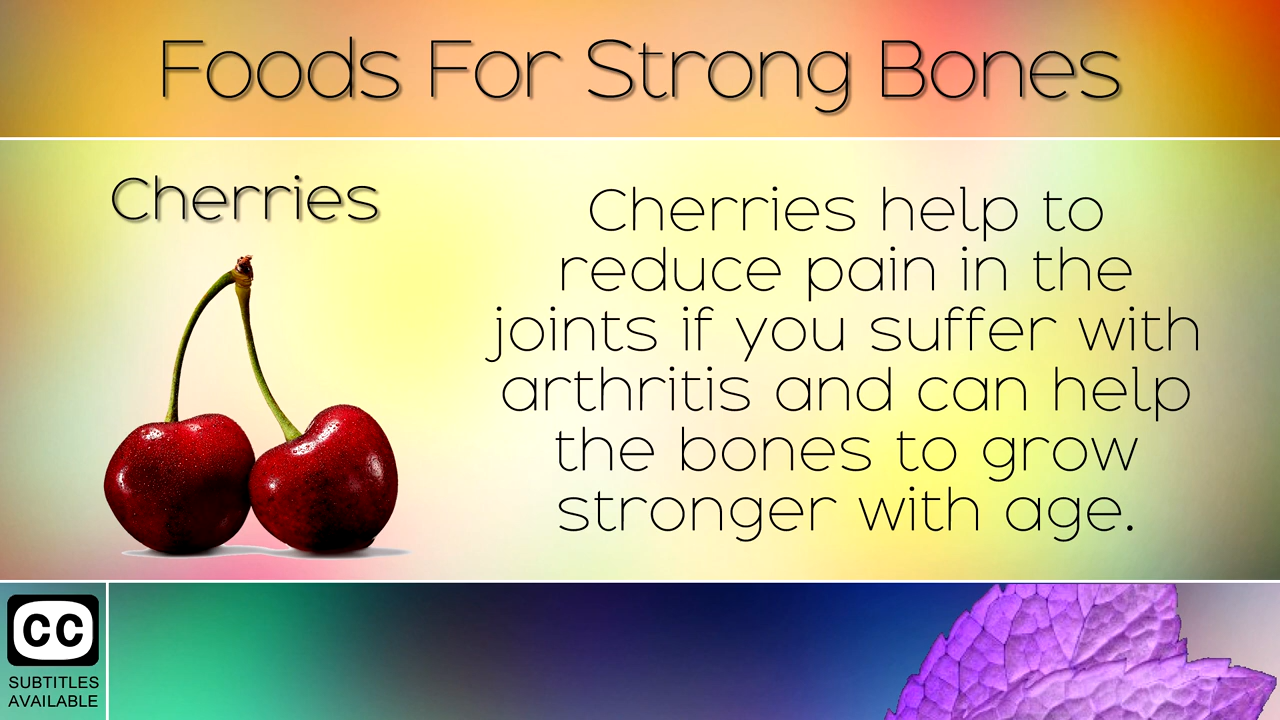 Foods For Strong Bones
Cherries
Cherries help to
reduce pain in the
joints if you suffer with
arthritis and can help
the bones to grow
stronger with age.
CC
SUBTITLES
AVAILABLE